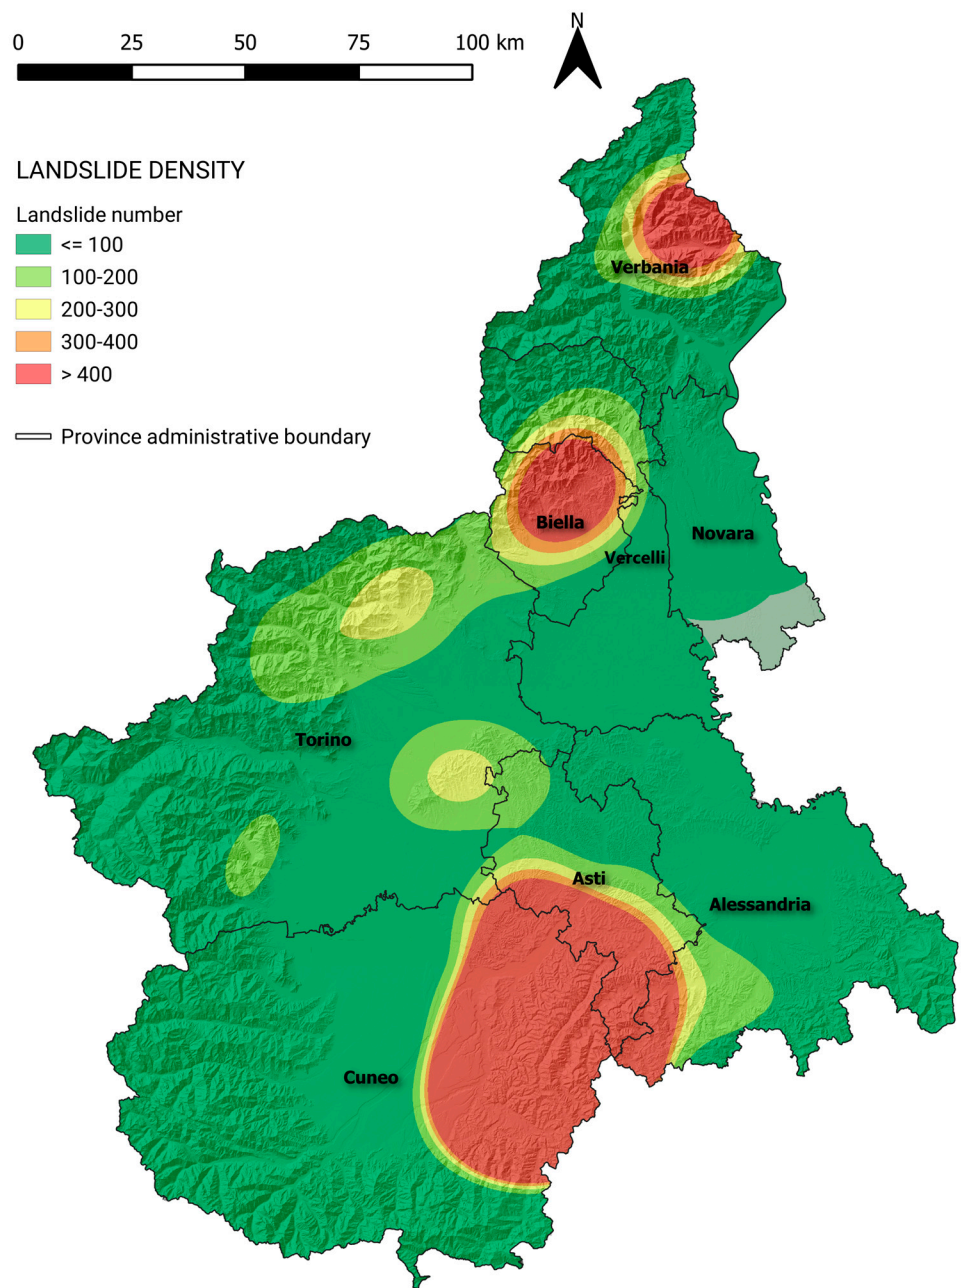 0 25 50 75 100 km
N
LANDSLIDE DENSITY
Landslide number
<= 100
100-200
200-300
300-400
> 400
Province administrative boundary
Verbania
Biella
Novara
Vercelli
Torino
Asti
Alessandria
Cuneo